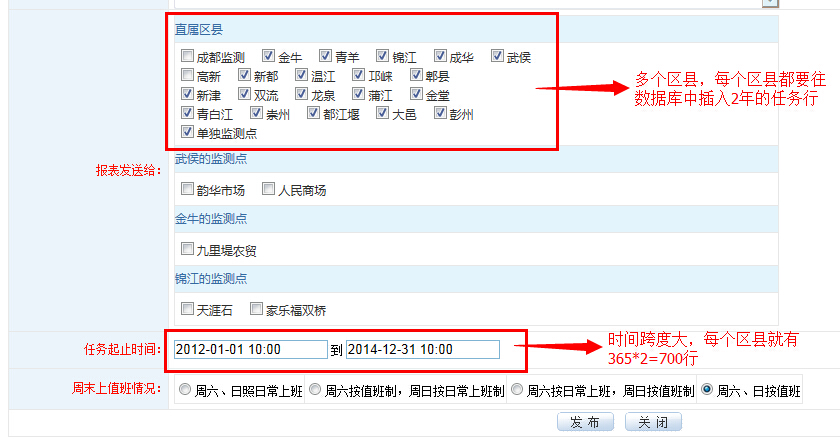 直属区县
成都监测 金牛 青羊 锦江 成华 武侯
高新 新都 温江 邛崃 郫县
新津 双流 龙泉 蒲江 金堂
青白江 崇州 都江堰 大邑 彭州
单独监测点
多个区县，每个区县都要往
数据库中插入2年的任务行
报表发送给：
武侯的监测点
韵华市场 人民商场
金牛的监测点
九里堤农贸
锦江的监测点
天涯石 家乐福双桥
任务起止时间：
2012-01-01 10:00 到 2014-12-31 10:00
时间跨度大，每个区县就有
365*2=700行
周末上值班情况：
周六、日照日常上班 周六按值班制，周日按日常上班制 周六按日常上班，周日按值班制 周六、日按值班
发 布 关 闭